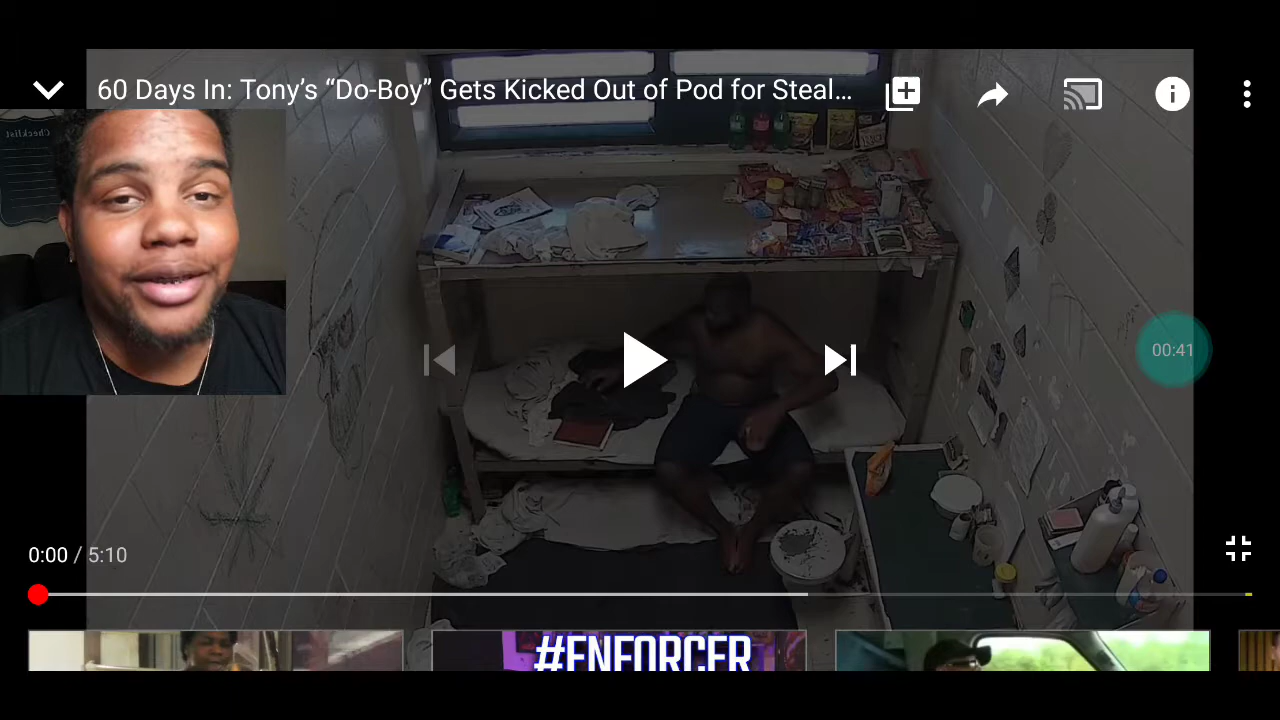 60 Days In: Tony’s “Do-Boy” Gets Kicked Out of Pod for Steal...
Checklist
00:41
0:00 / 5:10
#ENFORCER